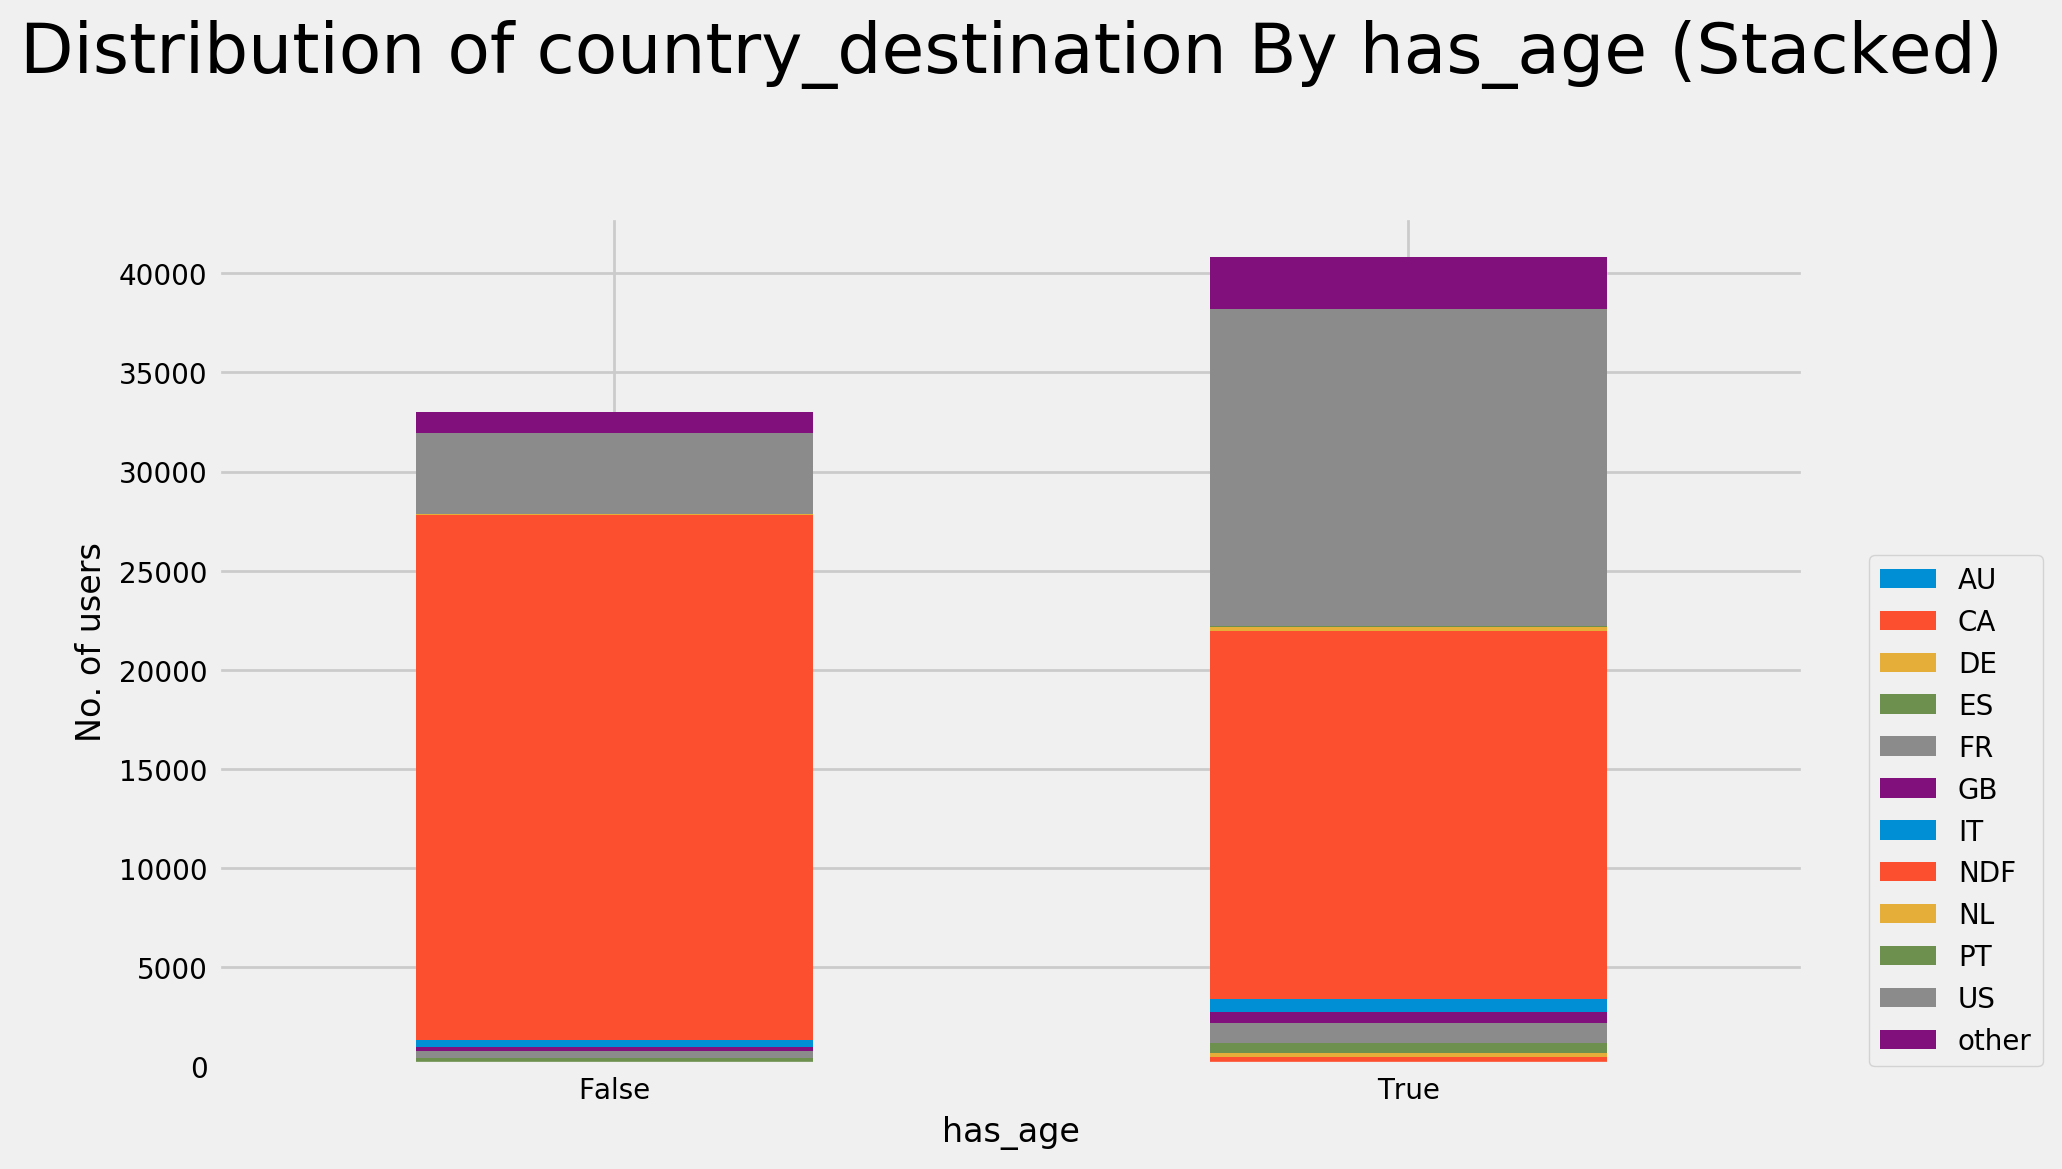 Distribution of country_destination By has_age (Stacked)
No. of users
40000
35000
30000
25000
20000
15000
10000
5000
0
False
True
has_age
AU
CA
DE
ES
FR
GB
IT
NDF
NL
PT
US
other